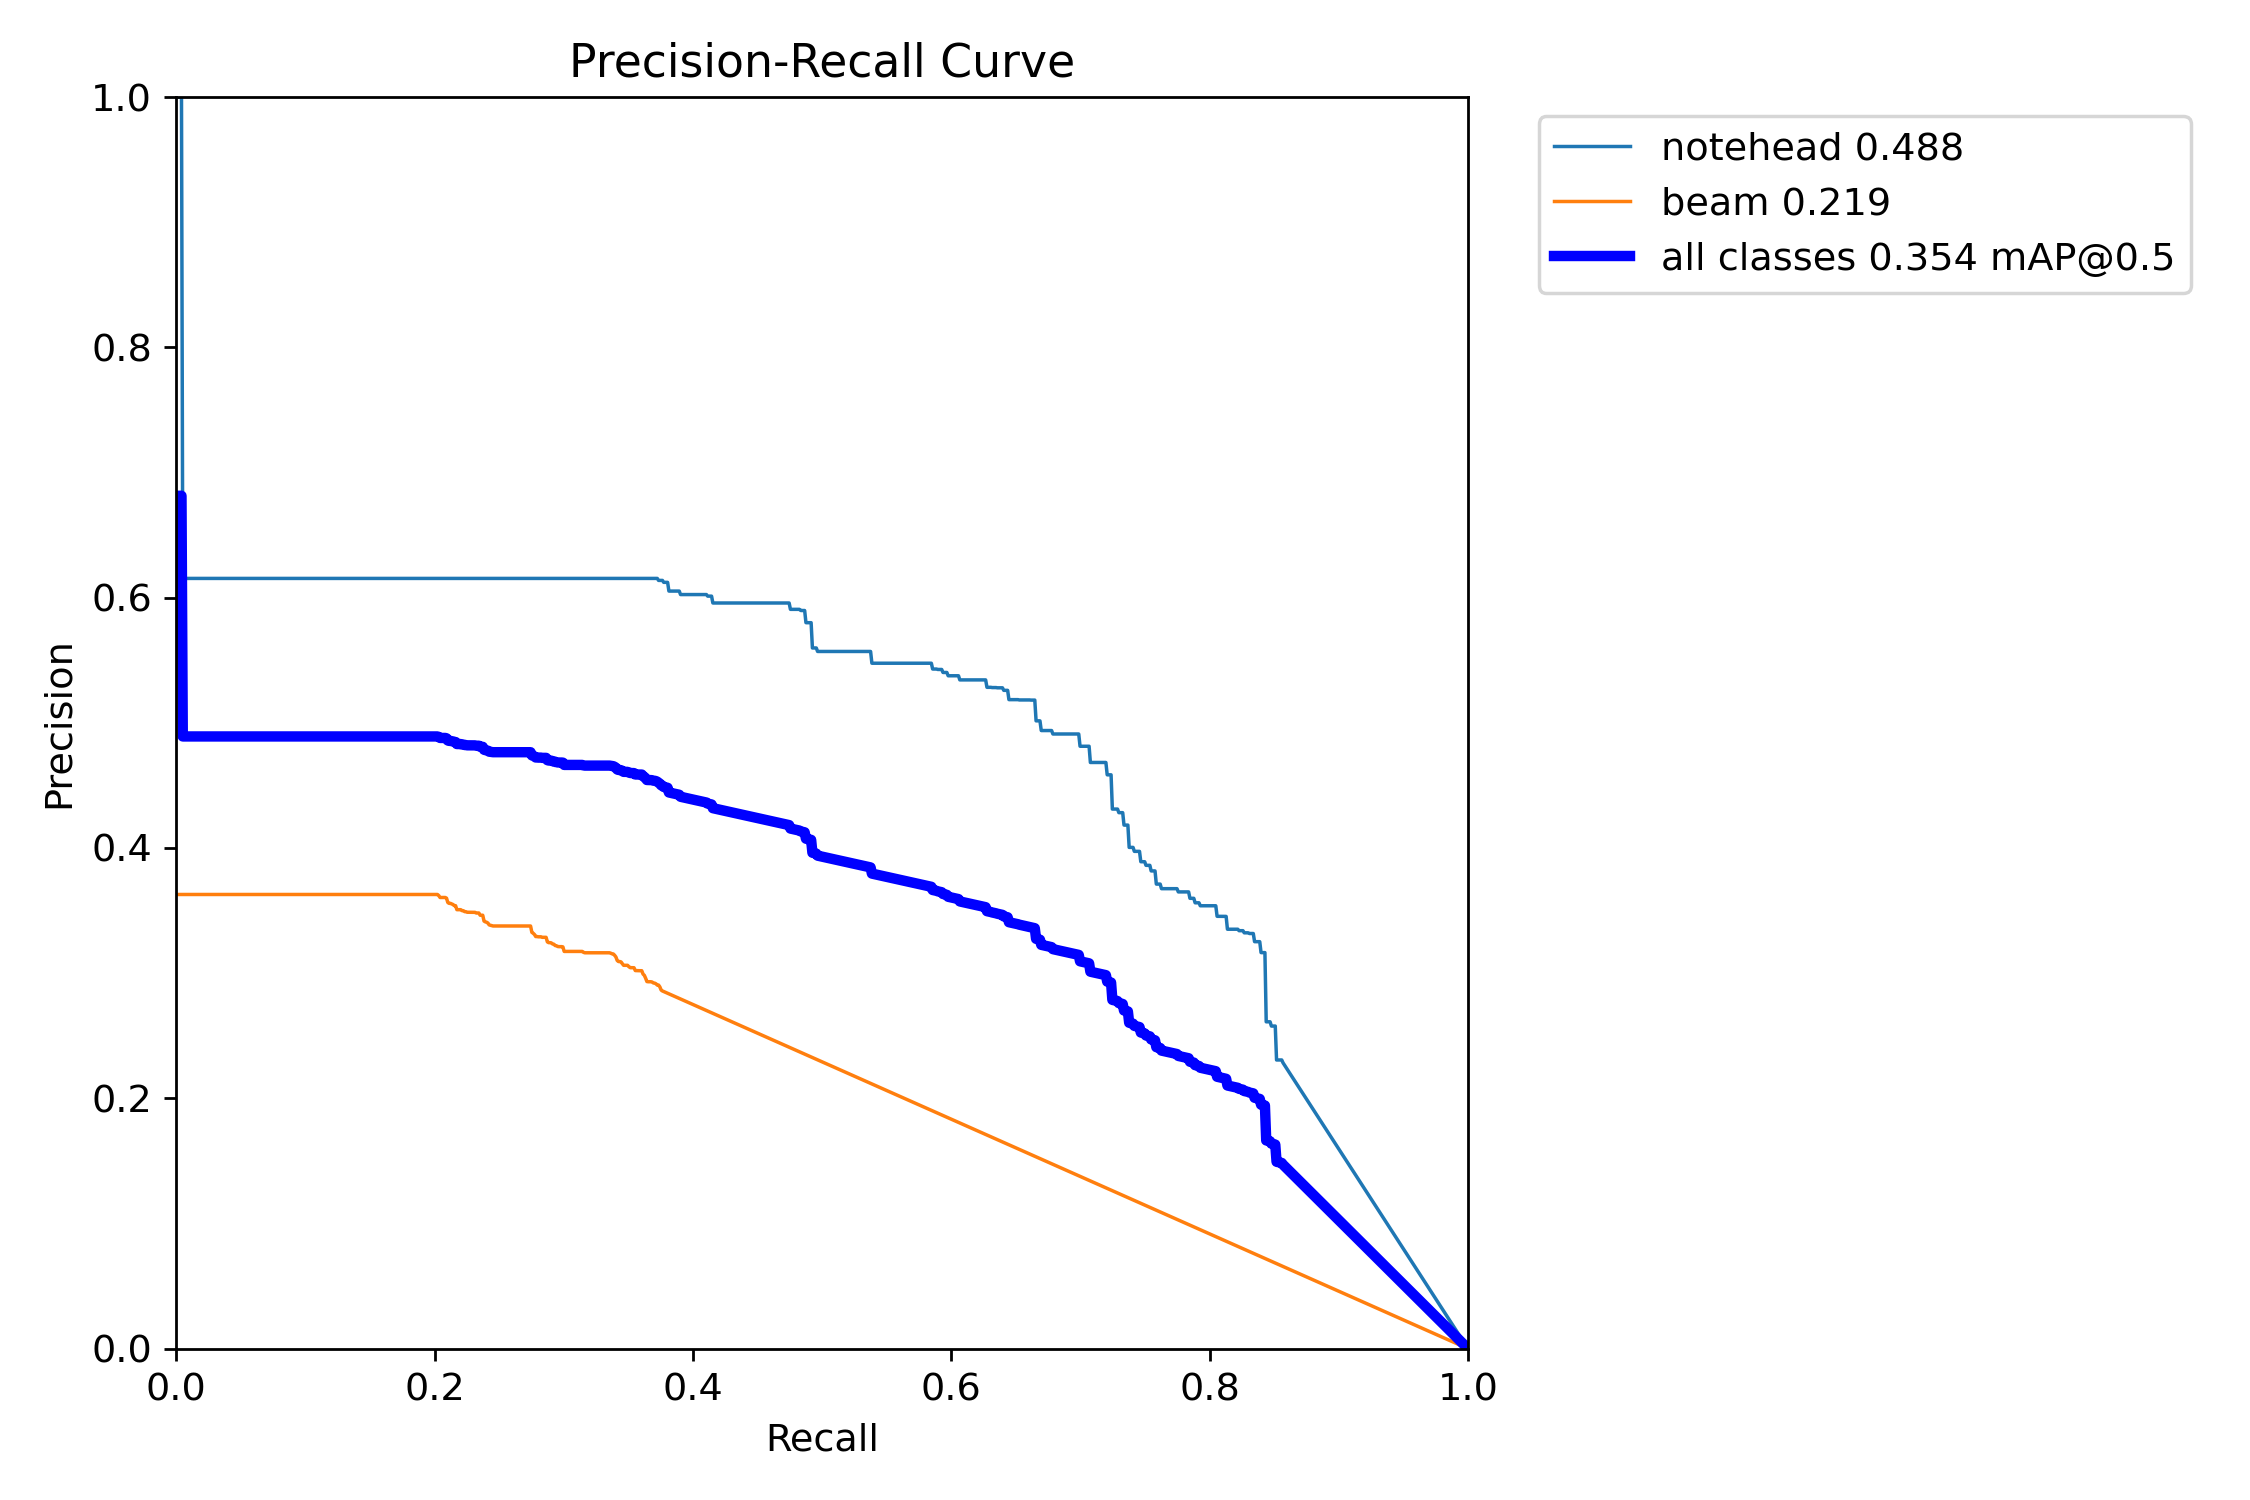 Precision-Recall Curve
1.0
0.8
0.6
0.4
0.2
0.0
Precision
0.0 0.2 0.4 0.6 0.8 1.0
Recall
notehead 0.488
beam 0.219
all classes 0.354 mAP@0.5